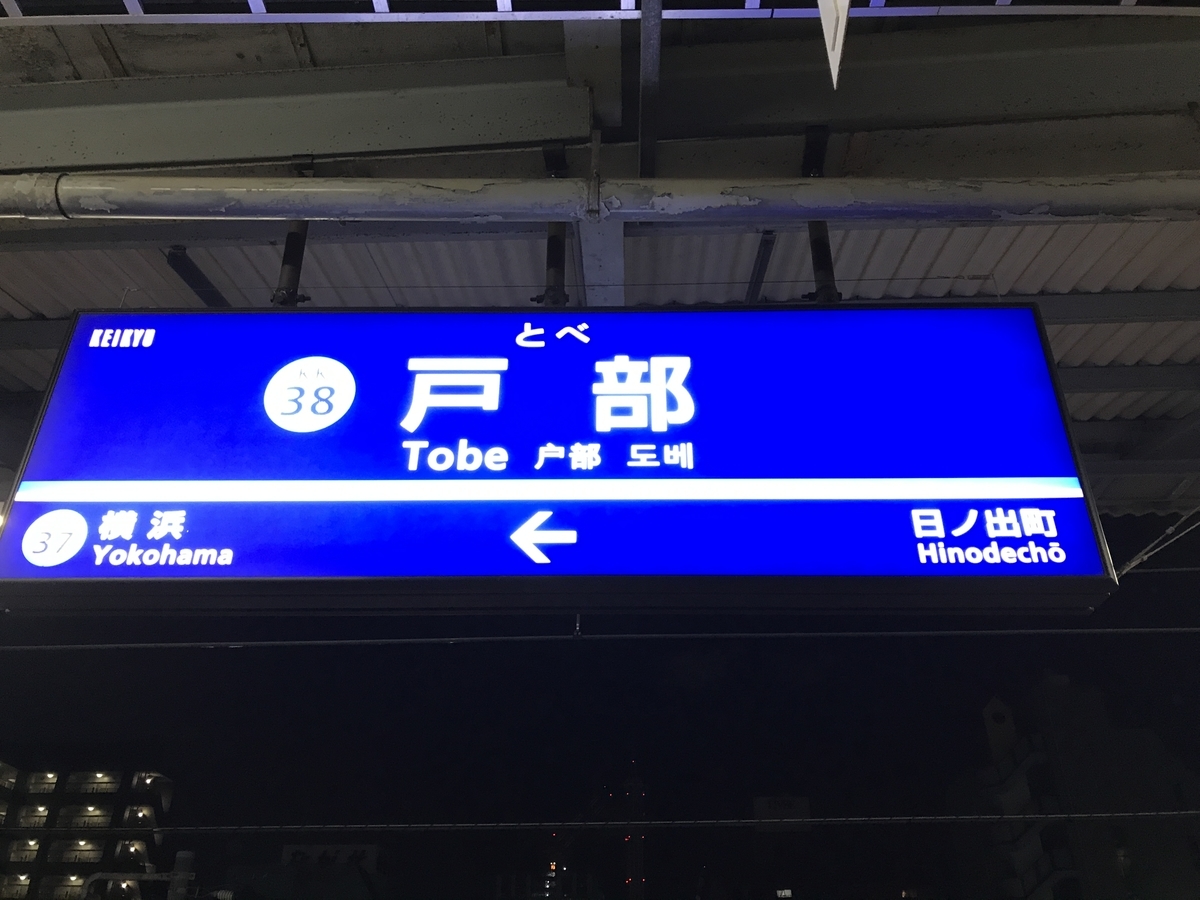 KEIKYU
とべ
KK
38
戸部
Tobe 户部 도베
37
横浜
Yokohama
←
日ノ出町
Hinodechō